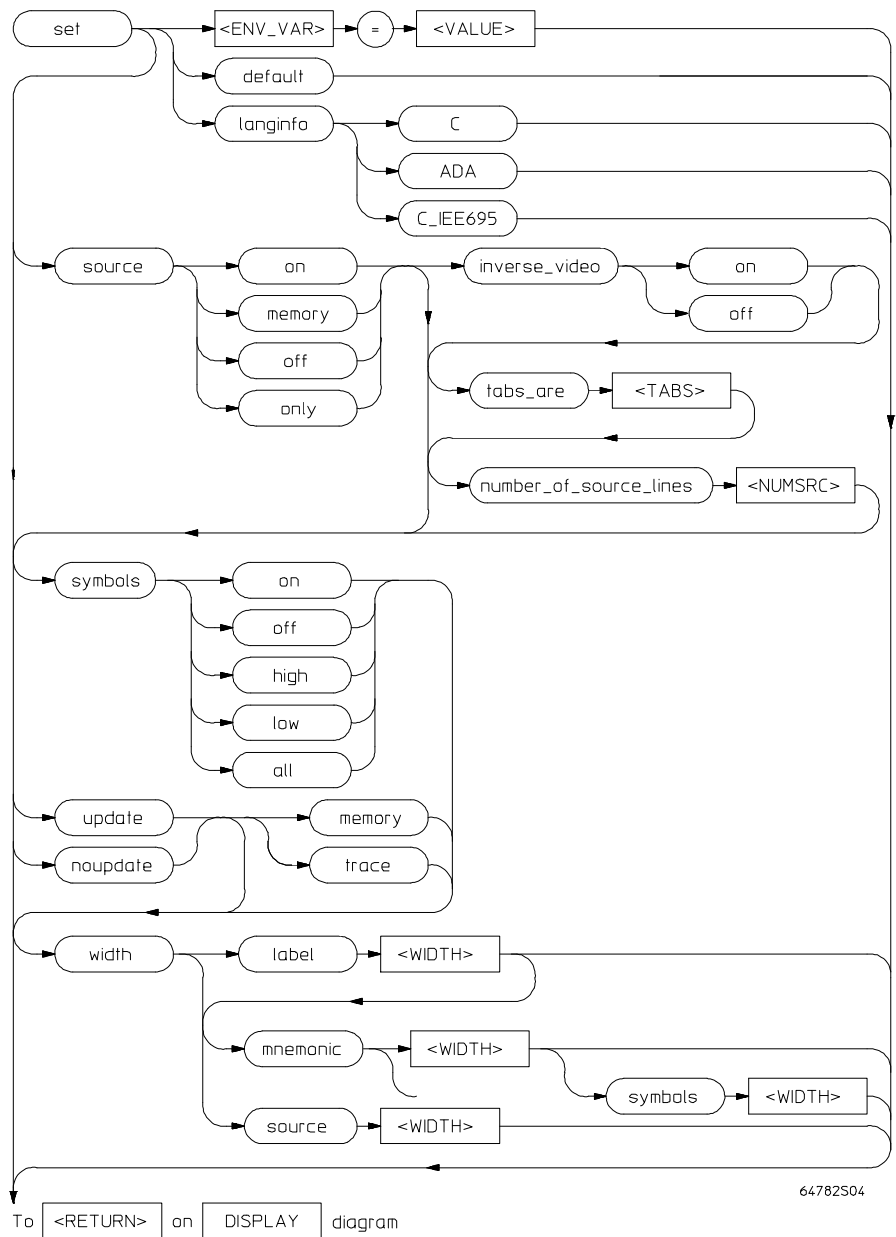 set <ENV_VAR> = <VALUE>
default
langinfo C
ADA
C_IEE695
source on inverse_video on
memory off
off tabs_are <TABS>
only
number_of_source_lines <NUMSRC>
symbols on
off
high
low
all
update memory
noupdate trace
width label <WIDTH>
mnemonic <WIDTH>
symbols <WIDTH>
source <WIDTH>
64782S04
To <RETURN> on DISPLAY diagram